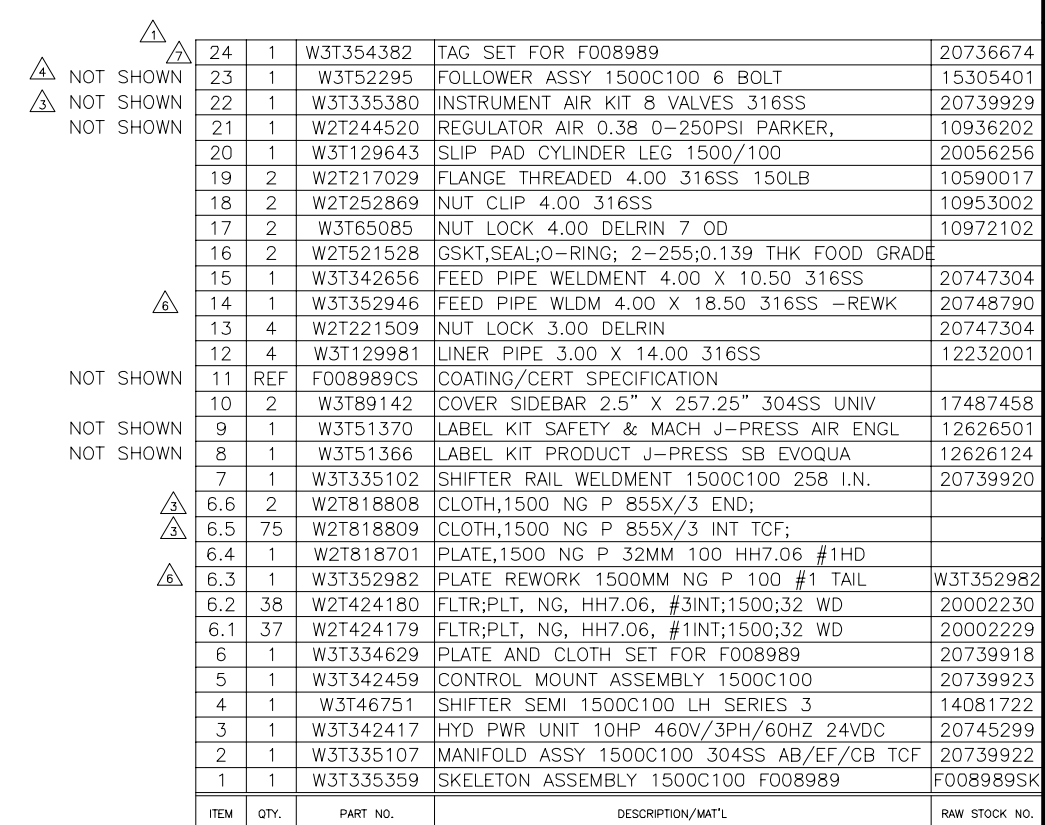 1
7 24 1 W3T354382 TAG SET FOR F008989 20736674
4 NOT SHOWN 23 1 W3T52295 FOLLOWER ASSY 1500C100 6 BOLT 15305401
3 NOT SHOWN 22 1 W3T335380 INSTRUMENT AIR KIT 8 VALVES 316SS 20739929
NOT SHOWN 21 1 W2T244520 REGULATOR AIR 0.38 0-250PSI PARKER, 10936202
20 1 W3T129643 SLIP PAD CYLINDER LEG 1500/100 20056256
19 2 W2T217029 FLANGE THREADED 4.00 316SS 150LB 10590017
18 2 W2T252869 NUT CLIP 4.00 316SS 10953002
17 2 W3T65085 NUT LOCK 4.00 DELRIN 7 OD 10972102
16 2 W2T521528 GSKT,SEAL;O-RING; 2-255;0.139 THK FOOD GRADE
15 1 W3T342656 FEED PIPE WELDMENT 4.00 X 10.50 316SS 20747304
6 14 1 W3T352946 FEED PIPE WLDM 4.00 X 18.50 316SS -REWK 20748790
13 4 W2T221509 NUT LOCK 3.00 DELRIN 20747304
12 4 W3T129981 LINER PIPE 3.00 X 14.00 316SS 12232001
NOT SHOWN 11 REF F008989CS COATING/CERT SPECIFICATION
10 2 W3T89142 COVER SIDEBAR 2.5" X 257.25" 304SS UNIV 17487458
NOT SHOWN 9 1 W3T51370 LABEL KIT SAFETY & MACH J-PRESS AIR ENGL 12626501
NOT SHOWN 8 1 W3T51366 LABEL KIT PRODUCT J-PRESS SB EVOQUA 12626124
7 1 W3T335102 SHIFTER RAIL WELDMENT 1500C100 258 I.N. 20739920
3 6.6 2 W2T818808 CLOTH,1500 NG P 855X/3 END;
3 6.5 75 W2T818809 CLOTH,1500 NG P 855X/3 INT TCF;
6.4 1 W2T818701 PLATE,1500 NG P 32MM 100 HH7.06 #1HD
6 6.3 1 W3T352982 PLATE REWORK 1500MM NG P 100 #1 TAIL W3T352982
6.2 38 W2T424180 FLTR;PLT, NG, HH7.06, #3INT;1500;32 WD 20002230
6.1 37 W2T424179 FLTR;PLT, NG, HH7.06, #1INT;1500;32 WD 20002229
6 1 W3T334629 PLATE AND CLOTH SET FOR F008989 20739918
5 1 W3T342459 CONTROL MOUNT ASSEMBLY 1500C100 20739923
4 1 W3T46751 SHIFTER SEMI 1500C100 LH SERIES 3 14081722
3 1 W3T342417 HYD PWR UNIT 10HP 460V/3PH/60HZ 24VDC 20745299
2 1 W3T335107 MANIFOLD ASSY 1500C100 304SS AB/EF/CB TCF 20739922
1 1 W3T335359 SKELETON ASSEMBLY 1500C100 F008989 F008989SK
ITEM QTY. PART NO. DESCRIPTION/MAT'L RAW STOCK NO.